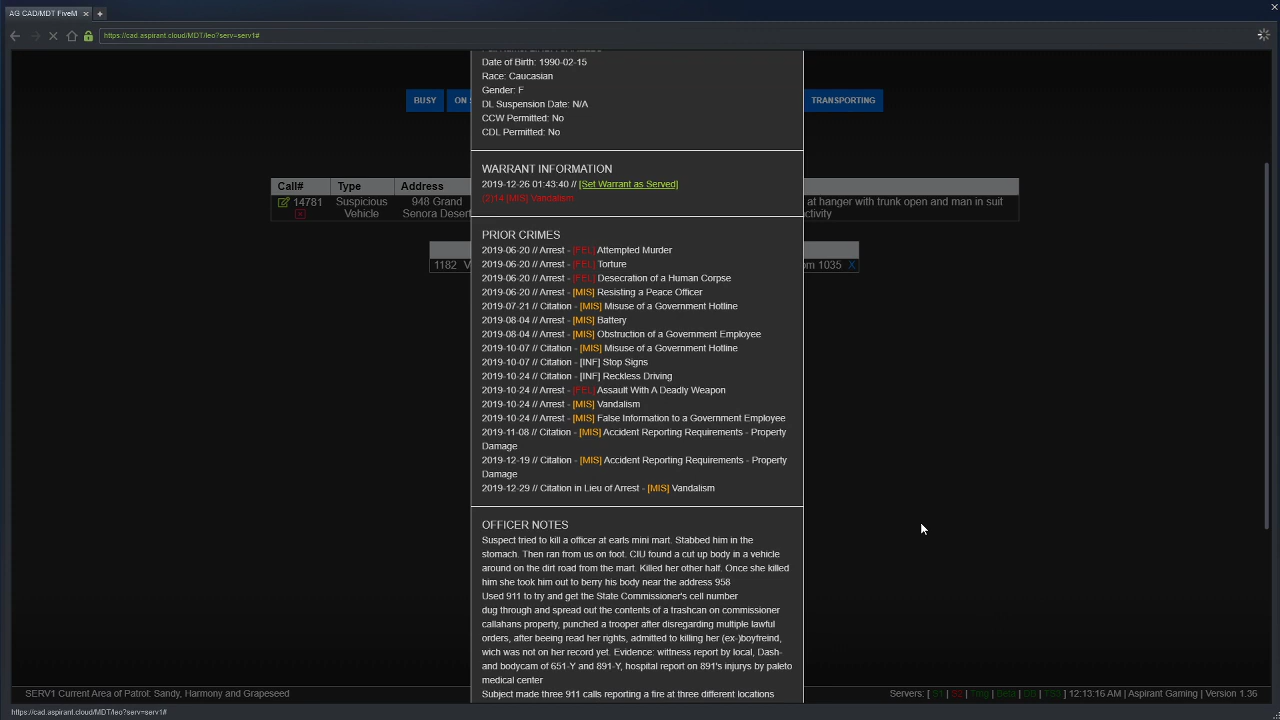 AG CAD/MDT FiveM
https://cad.aspirant.cloud/MDT/leo?serv=serv1#
Date of Birth: 1990-02-15
Race: Caucasian
Gender: F
DL Suspension Date: N/A
CCW Permitted: No
CDL Permitted: No
BUSY
ON
TRANSPORTING
WARRANT INFORMATION
2019-12-26 01:43:40 // [Set Warrant as Served]
(2)14 [MIS] Vandalism
Call# Type Address
14781 Suspicious Vehicle 948 Grand Senora Deser
at hanger with trunk open and man in suit
ctivity
1182 V
om 1035 X
PRIOR CRIMES
2019-06-20 // Arrest - [FEL] Attempted Murder
2019-06-20 // Arrest - [FEL] Torture
2019-06-20 // Arrest - [FEL] Desecration of a Human Corpse
2019-06-20 // Arrest - [MIS] Resisting a Peace Officer
2019-07-21 // Citation - [MIS] Misuse of a Government Hotline
2019-08-04 // Arrest - [MIS] Battery
2019-08-04 // Arrest - [MIS] Obstruction of a Government Employee
2019-10-07 // Citation - [MIS] Misuse of a Government Hotline
2019-10-07 // Citation - [INF] Stop Signs
2019-10-24 // Citation - [INF] Reckless Driving
2019-10-24 // Arrest - [FEL] Assault With A Deadly Weapon
2019-10-24 // Arrest - [MIS] Vandalism
2019-10-24 // Arrest - [MIS] False Information to a Government Employee
2019-11-08 // Citation - [MIS] Accident Reporting Requirements - Property
Damage
2019-12-19 // Citation - [MIS] Accident Reporting Requirements - Property
Damage
2019-12-29 // Citation in Lieu of Arrest - [MIS] Vandalism
OFFICER NOTES
Suspect tried to kill a officer at earls mini mart. Stabbed him in the
stomach. Then ran from us on foot. CIU found a cut up body in a vehicle
around on the dirt road from the mart. Killed her other half. Once she killed
him she took him out to berry his body near the address 958
Used 911 to try and get the State Commissioner's cell number
dug through and spread out the contents of a trashcan on commissioner
callahans property, punched a trooper after disregarding multiple lawful
orders, after beeing read her rights, admitted to killing her (ex-)boyfreind,
wich was not on her record yet. Evidence: wittness report by local, Dash-
and bodycam of 651-Y and 891-Y, hospital report on 891's injurys by paleto
medical center
Subject made three 911 calls reporting a fire at three different locations
SERV1 Current Area of Patrol: Sandy, Harmony and Grapeseed
Servers: [ S1 | S2 | Tmg | Beta | DB | TS3 ] 12:13:16 AM | Aspirant Gaming | Version 1.36
https://cad.aspirant.cloud/MDT/leo?serv=serv1#